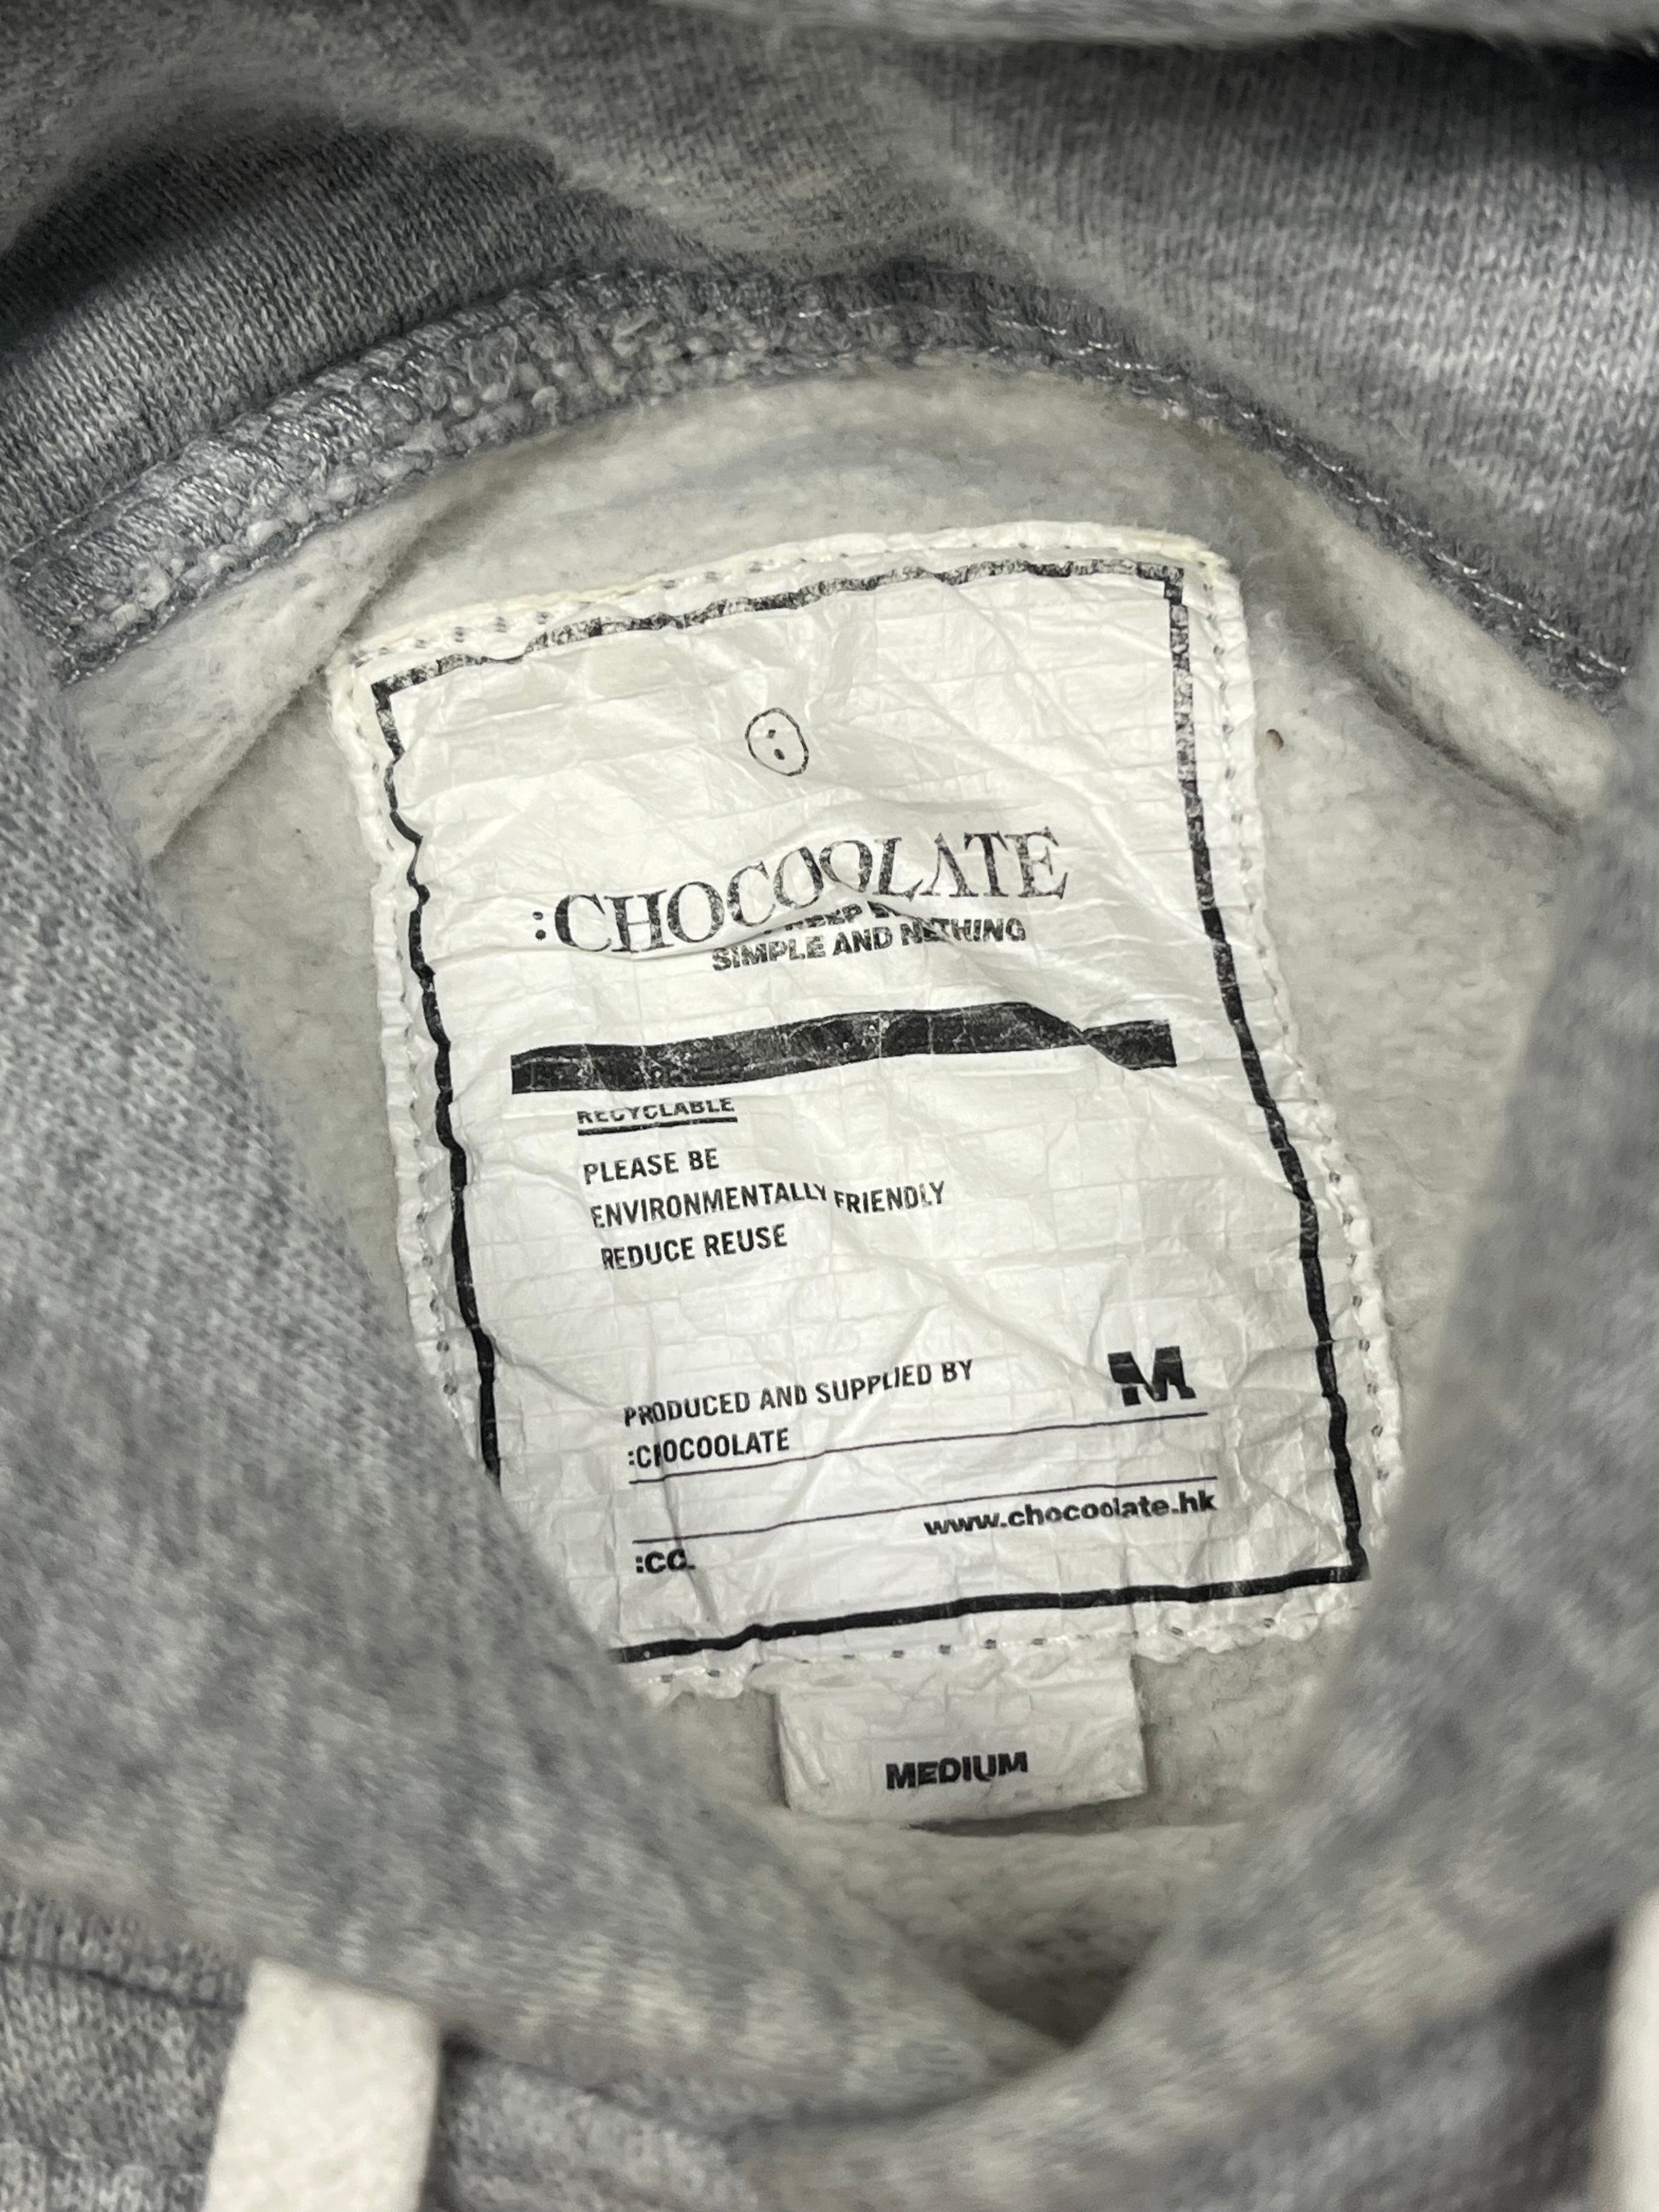 :CHOCOOLATE
SIMPLE AND NOTHING
RECYCLABLE
PLEASE BE
ENVIRONMENTALLY FRIENDLY
REDUCE REUSE
PRODUCED AND SUPPLIED BY
:CHOCOOLATE
M
www.chocoolate.hk
:CC.
MEDIUM